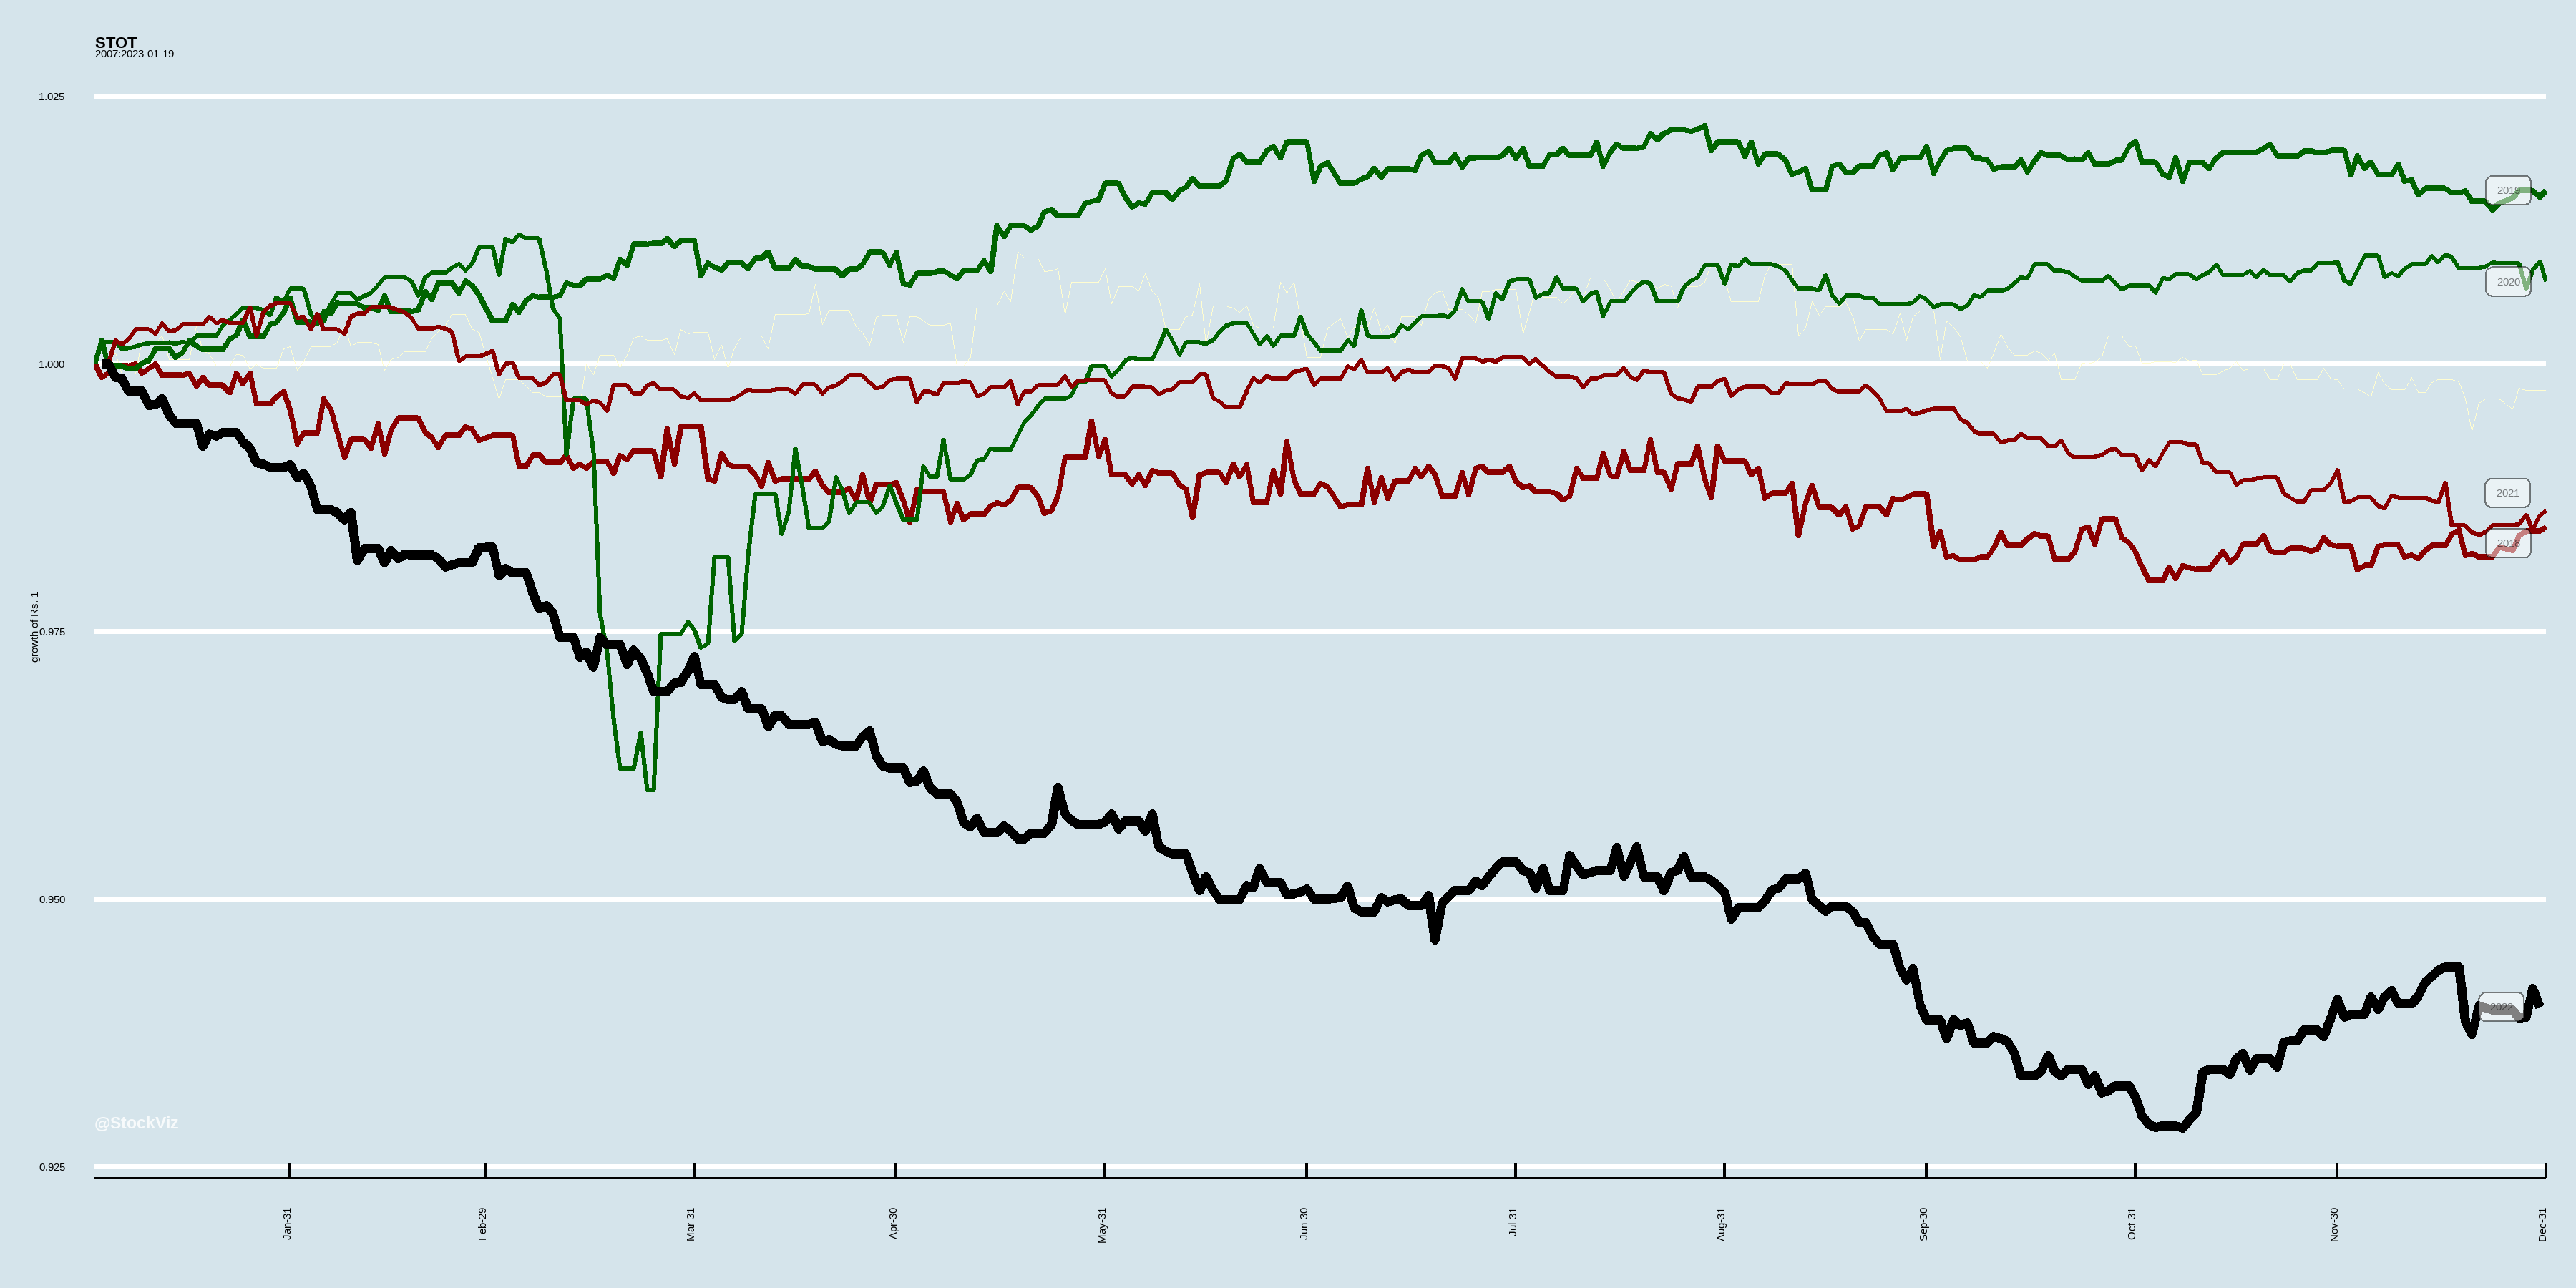 STOT
2007:2023-01-19
1.025
1.000
0.975
0.950
0.925
growth of Rs. 1
2019
2020
2021
2018
2022
@StockViz
Jan-31
Feb-29
Mar-31
Apr-30
May-31
Jun-30
Jul-31
Aug-31
Sep-30
Oct-31
Nov-30
Dec-31